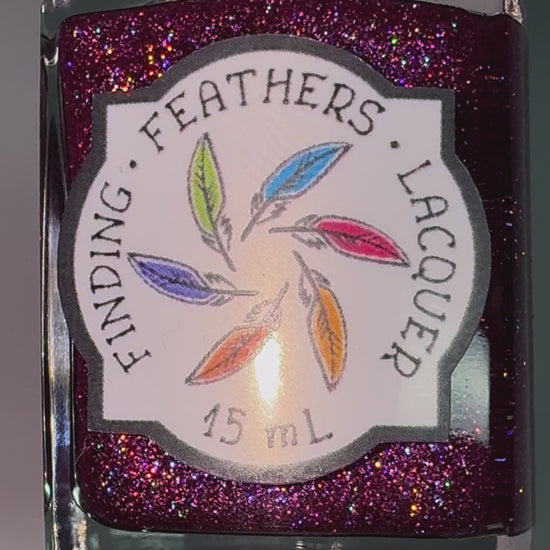 FINDING · FEATHERS · LACQUER
15 mL